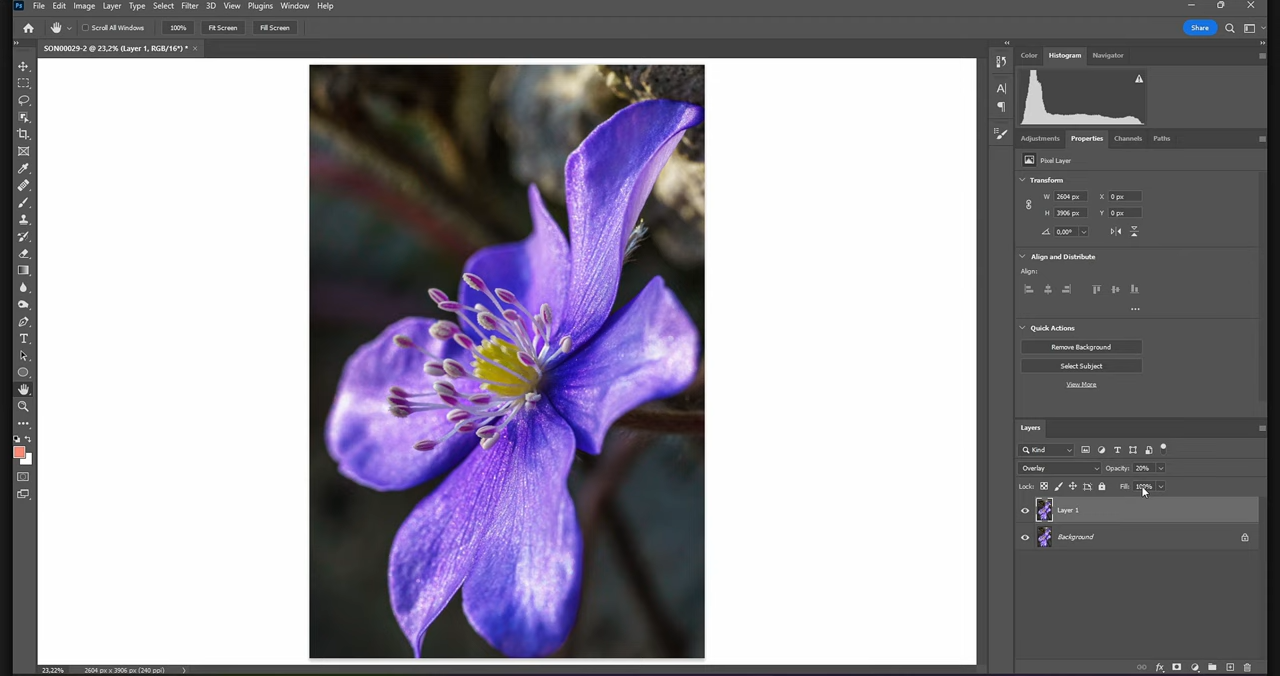 Ps File Edit Image Layer Type Select Filter 3D View Plugins Window Help
Scroll All Windows 100% Fit Screen Fill Screen Share
SON00029-2 @ 23,2% (Layer 1, RGB/16*) * ×
Color Histogram Navigator
Adjustments Properties Channels Paths
Pixel Layer
Transform
W 2604 px X 0 px
H 3906 px Y 0 px
0,00°
Align and Distribute
Align:
Quick Actions
Remove Background
Select Subject
View More
Layers
Kind
Overlay Opacity: 20%
Lock: Fill: 100%
Layer 1
Background
23,22% 2604 px x 3906 px (240 ppi)